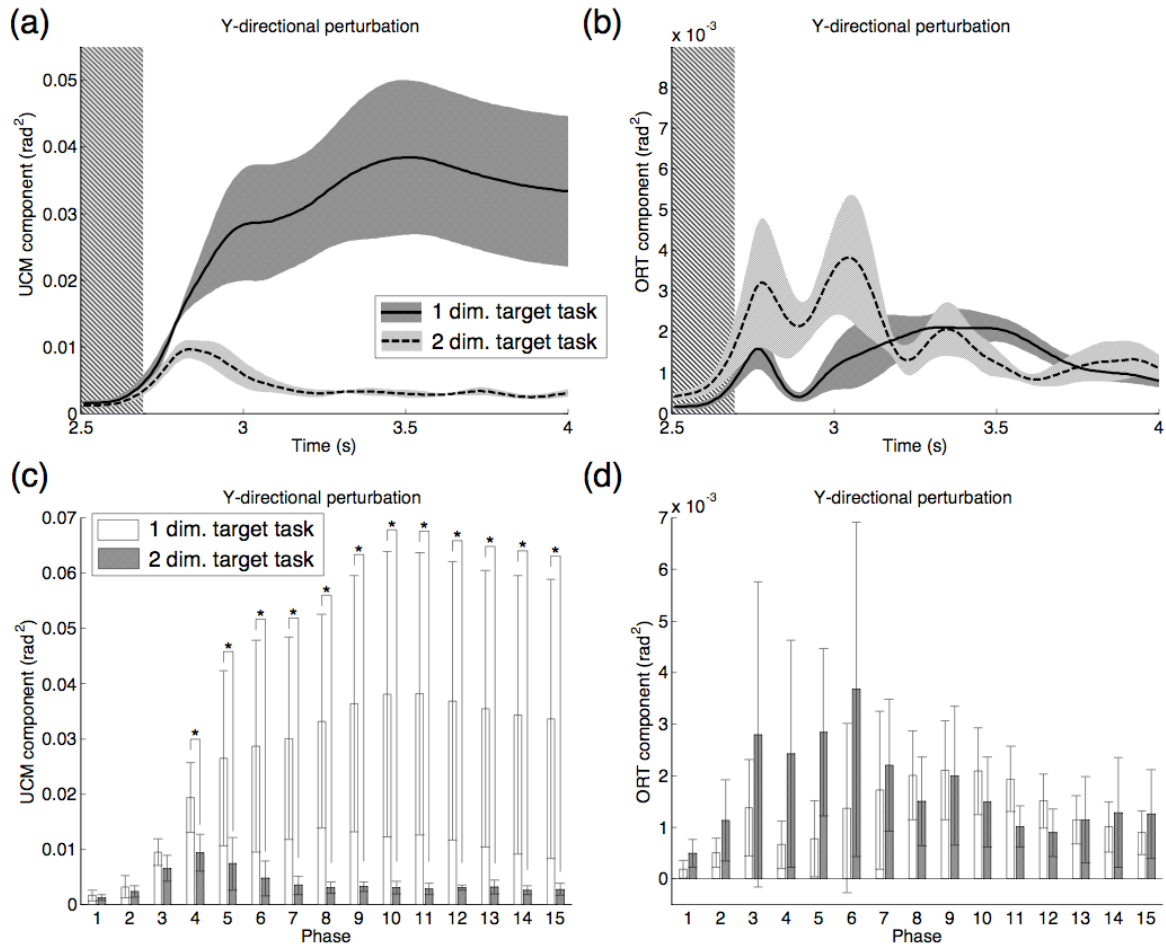 (a)
Y-directional perturbation
UCM component (rad²)
0.05
0.04
0.03
0.02
0.01
0
2.5 3 3.5 4
Time (s)
1 dim. target task
2 dim. target task
(b)
Y-directional perturbation
x 10⁻³
ORT component (rad²)
8
7
6
5
4
3
2
1
0
2.5 3 3.5 4
Time (s)
(c)
Y-directional perturbation
1 dim. target task
2 dim. target task
UCM component (rad²)
0.07
0.06
0.05
0.04
0.03
0.02
0.01
0
* * * * * * * * * * * *
1 2 3 4 5 6 7 8 9 10 11 12 13 14 15
Phase
(d)
Y-directional perturbation
x 10⁻³
ORT component (rad²)
7
6
5
4
3
2
1
0
1 2 3 4 5 6 7 8 9 10 11 12 13 14 15
Phase